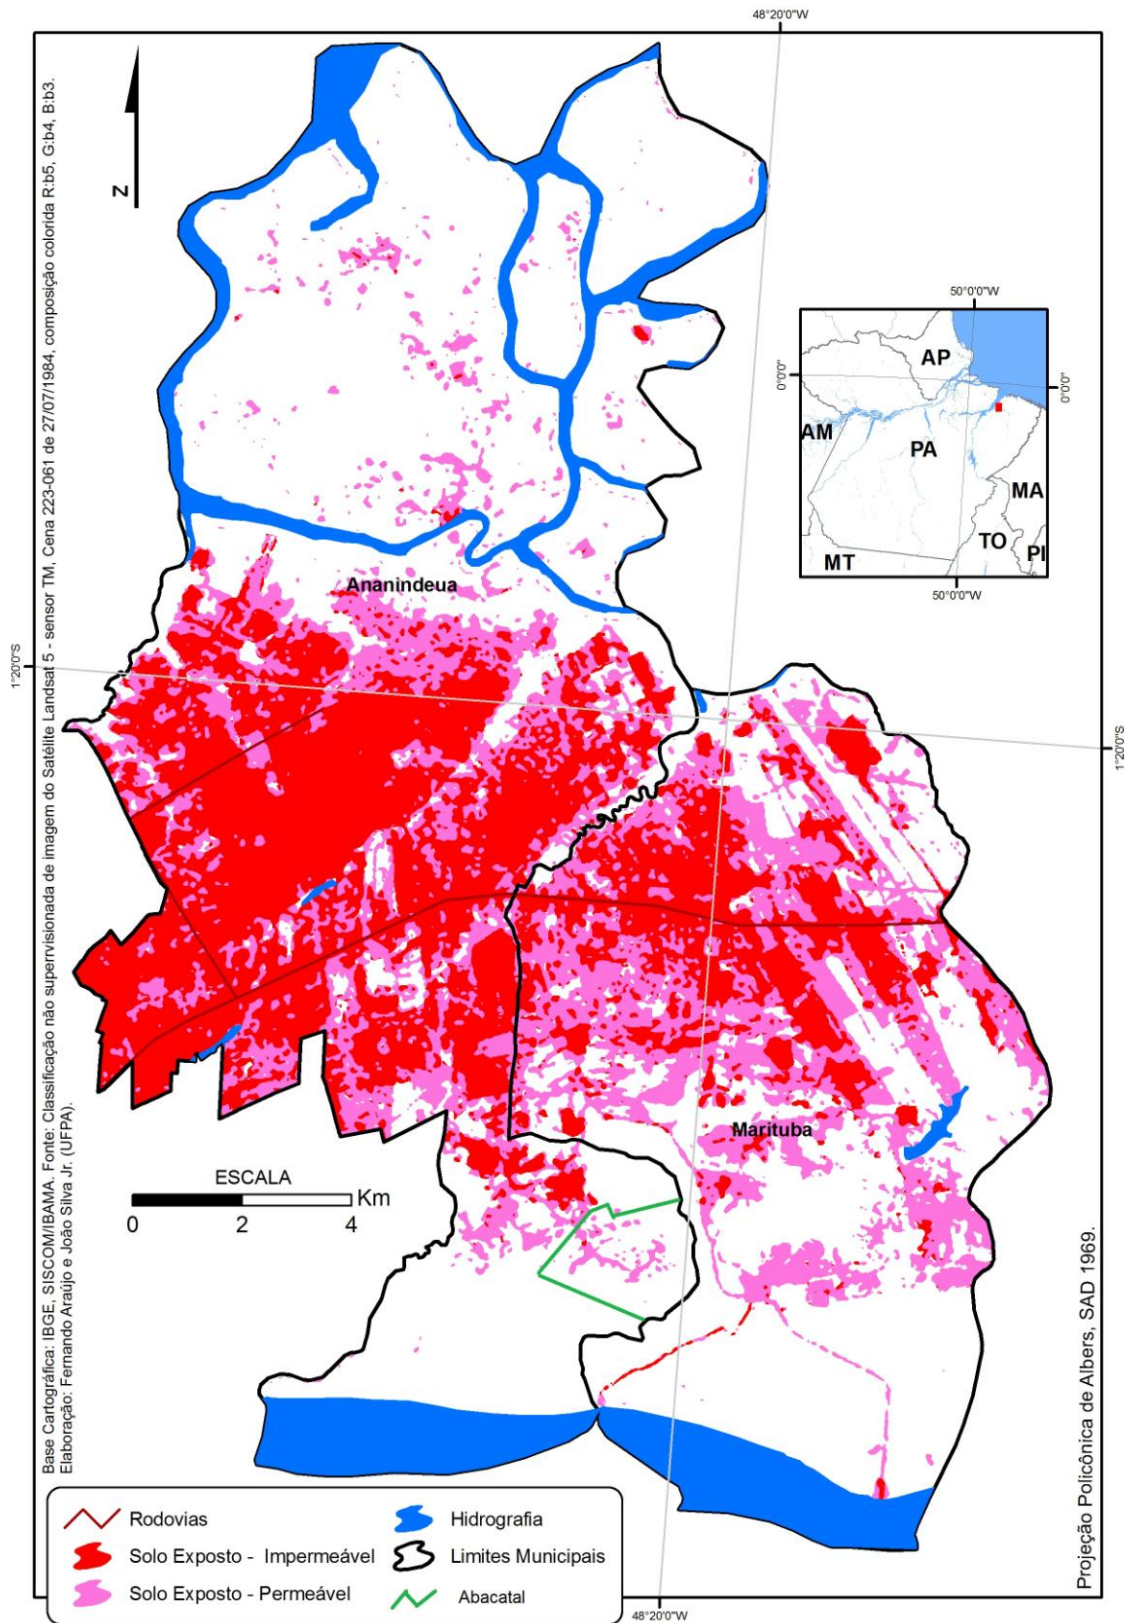 48°20'0"W
Base Cartográfica: IBGE, SISCOM/IBAMA. Fonte: Classificação não supervisionada de imagem do Satélite Landsat 5 - sensor TM, Cena 223-061 de 27/07/1984, composição colorida R:b5, G:b4, B:b3.
Elaboração: Fernando Araújo e João Silva Jr. (UFPA).
N
50°0'0"W
0°0'0"
0°0'0"
AP
AM
PA
MA
TO
PI
MT
50°0'0"W
Ananindeua
1°20'0"S
1°20'0"S
Marituba
ESCALA
Km
0 2 4
Projeção Policônica de Albers, SAD 1969.
Rodovias
Solo Exposto - Impermeável
Solo Exposto - Permeável
Hidrografia
Limites Municipais
Abacatal
48°20'0"W